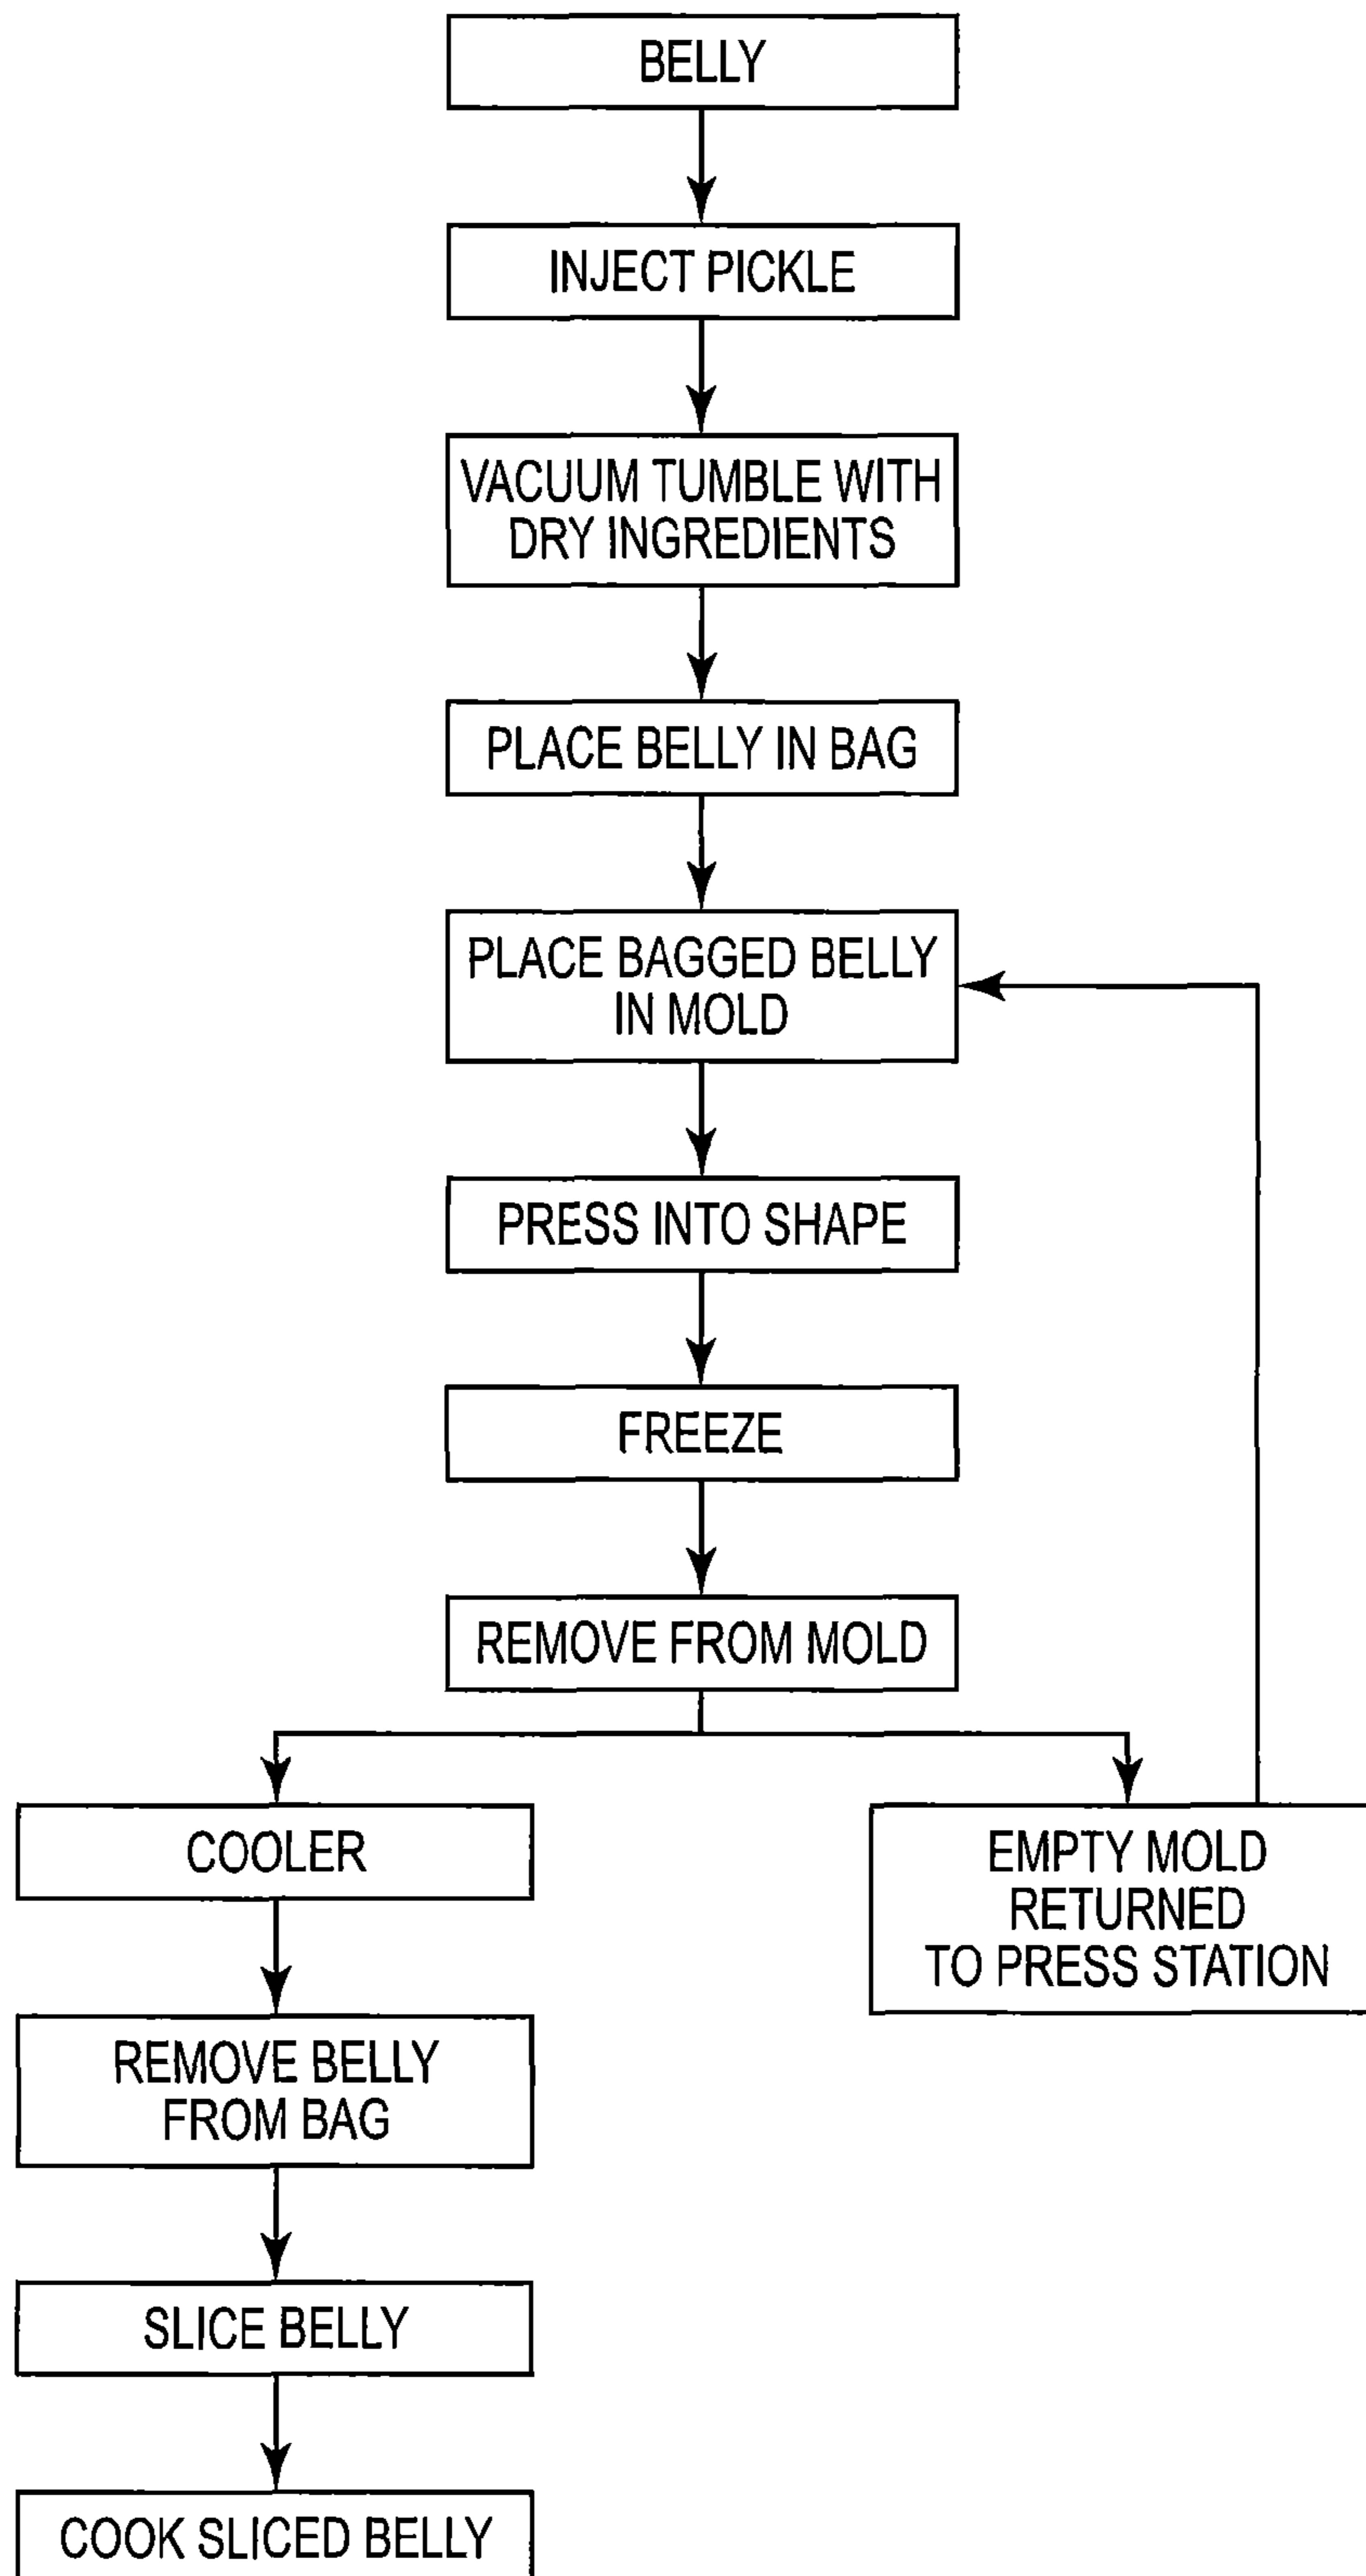 BELLY
INJECT PICKLE
VACUUM TUMBLE WITH
DRY INGREDIENTS
PLACE BELLY IN BAG
PLACE BAGGED BELLY
IN MOLD
PRESS INTO SHAPE
FREEZE
REMOVE FROM MOLD
COOLER
EMPTY MOLD
RETURNED
TO PRESS STATION
REMOVE BELLY
FROM BAG
SLICE BELLY
COOK SLICED BELLY